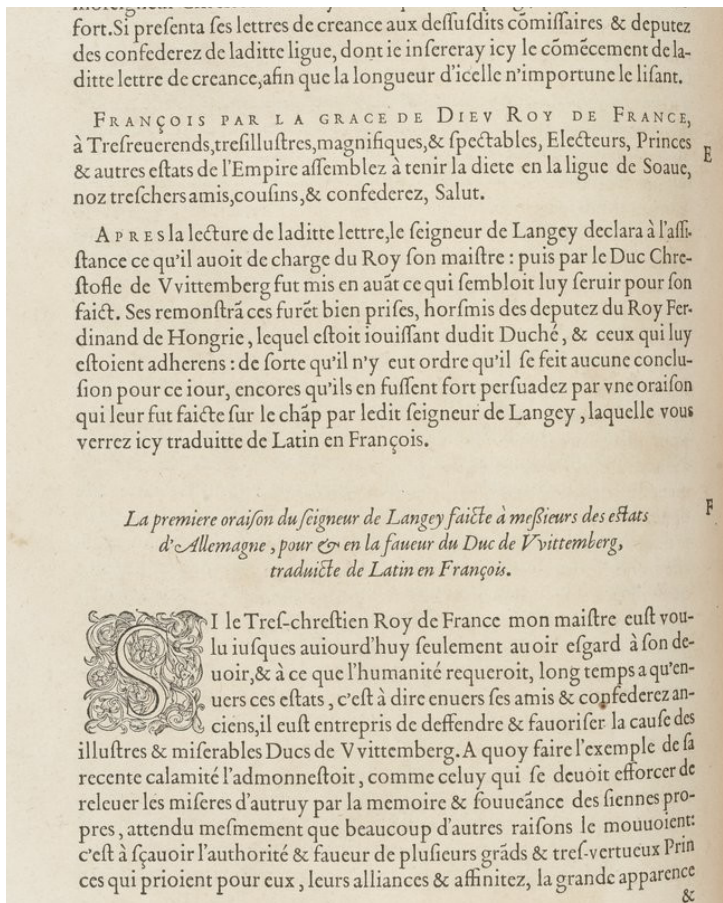 fort. Si presenta ses lettres de creance aux dessusdits cõmissaires & deputez
des confederez de laditte ligue, dont ie insereray icy le cõmẽcement de la-
ditte lettre de creance, afin que la longueur d'icelle n'importune le lisant.
FRANÇOIS PAR LA GRACE DE DIEV ROY DE FRANCE,
à Tresreuerends, tresillustres, magnifiques, & spectables, Electeurs, Princes
E
& autres estats de l'Empire assemblez à tenir la diete en la ligue de Soaue,
noz treschers amis, cousins, & confederez, Salut.
APRES la lecture de laditte lettre, le seigneur de Langey declara à l'assi-
stance ce qu'il auoit de charge du Roy son maistre : puis par le Duc Chre-
stofle de Vvittemberg fut mis en auãt ce qui sembloit luy seruir pour son
faict. Ses remonstrãces furẽt bien prises, horsmis des deputez du Roy Fer-
dinand de Hongrie, lequel estoit iouissant dudit Duché, & ceux qui luy
estoient adherens : de sorte qu'il n'y eut ordre qu'il se feit aucune conclu-
sion pour ce iour, encores qu'ils en fussent fort persuadez par vne oraison
qui leur fut faicte sur le chãp par ledit seigneur de Langey, laquelle vous
verrez icy traduitte de Latin en François.
La premiere oraison du seigneur de Langey faicte à messieurs des estats
F
d'Allemagne, pour & en la faueur du Duc de Vvittemberg,
traduicte de Latin en François.
SI le Tres-chrestien Roy de France mon maistre eust vou-
lu iusques auiourd'huy seulement auoir esgard à son de-
uoir, & à ce que l'humanité requeroit, long temps a qu'en-
uers ces estats, c'est à dire enuers ses amis & confederez an-
ciens, il eust entrepris de deffendre & fauoriser la cause des
illustres & miserables Ducs de Vvittemberg. A quoy faire l'exemple de sa
recente calamité l'admonnestoit, comme celuy qui se deuoit efforcer de
releuer les miseres d'autruy par la memoire & souueãnce des siennes pro-
pres, attendu mesmement que beaucoup d'autres raisons le mouuoient:
c'est à sçauoir l'authorité & faueur de plusieurs grãds & tres-vertueux Prin
ces qui prioient pour eux, leurs alliances & affinitez, la grande apparence
&